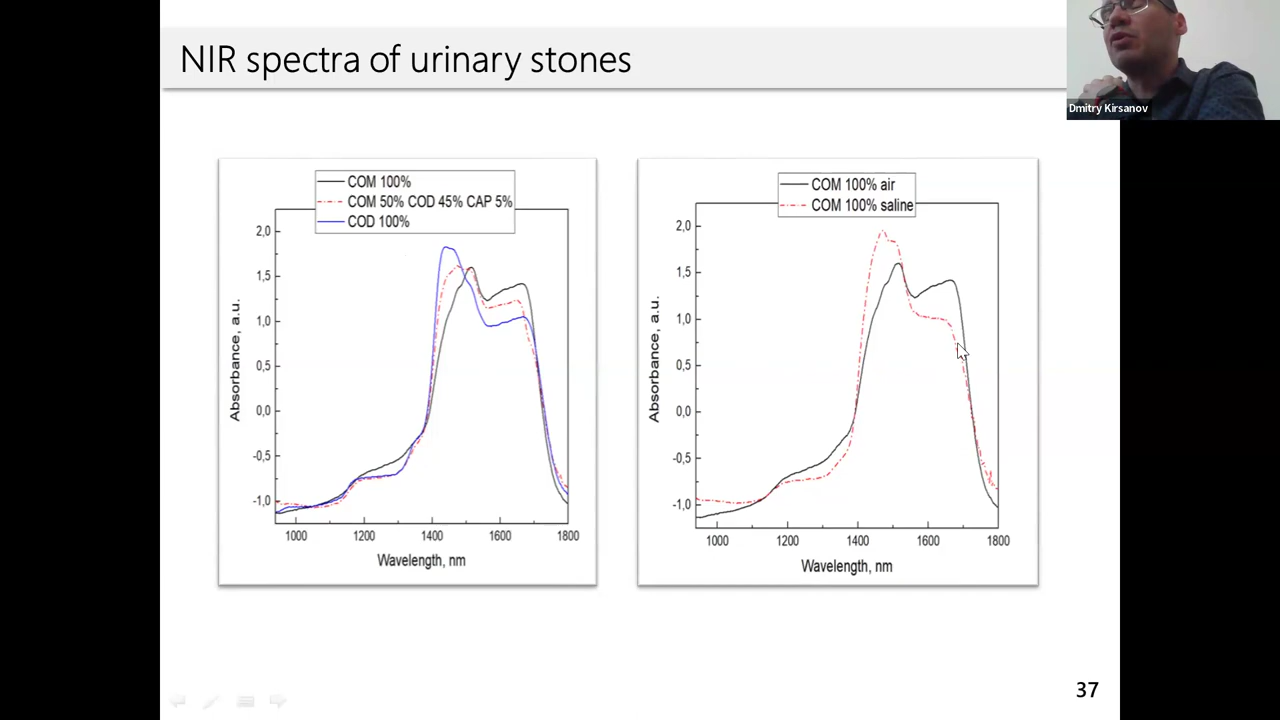 NIR spectra of urinary stones
Dmitry Kirsanov
COM 100%
COM 50% COD 45% CAP 5%
COD 100%
2,0
1,5
1,0
0,5
0,0
-0,5
-1,0
Absorbance, a.u.
1000 1200 1400 1600 1800
Wavelength, nm
COM 100% air
COM 100% saline
2,0
1,5
1,0
0,5
0,0
-0,5
-1,0
Absorbance, a.u.
1000 1200 1400 1600 1800
Wavelength, nm
37